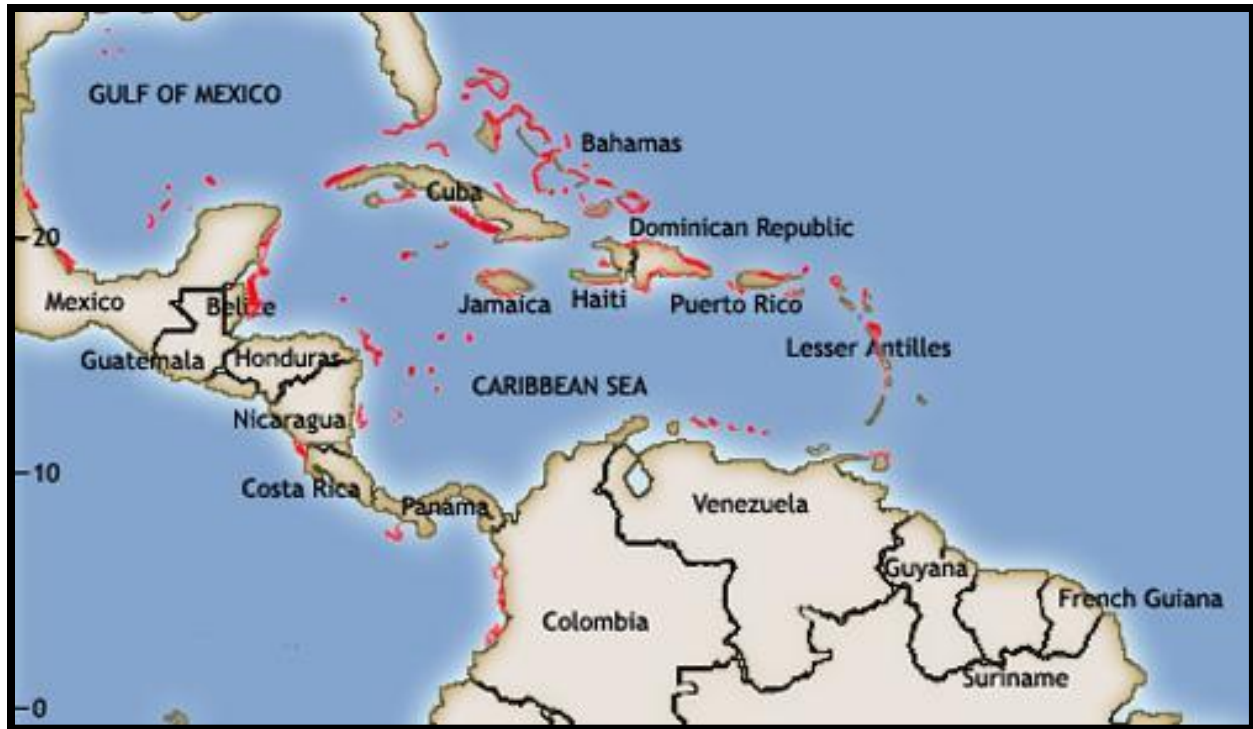 GULF OF MEXICO
Bahamas
Cuba
20
Dominican Republic
Mexico
Belize
Jamaica
Haiti
Puerto Rico
Lesser Antilles
Guatemala
Honduras
CARIBBEAN SEA
Nicaragua
10
Costa Rica
Panama
Venezuela
Guyana
French Guiana
Colombia
Suriname
0